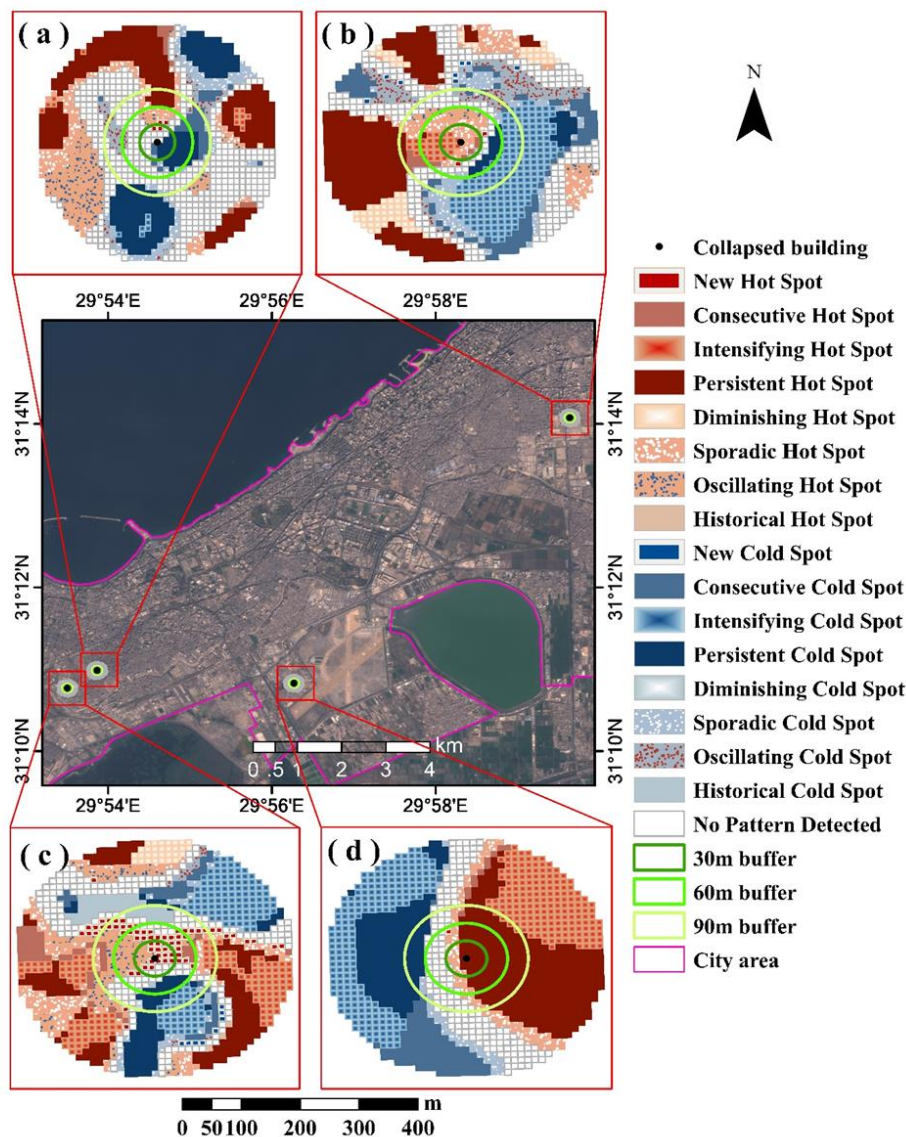 ( a )
( b )
N
29°54'E
29°56'E
29°58'E
31°14'N
31°12'N
31°10'N
31°14'N
31°12'N
31°10'N
km
0 .5 1 2 3 4
29°54'E
29°56'E
29°58'E
Collapsed building
New Hot Spot
Consecutive Hot Spot
Intensifying Hot Spot
Persistent Hot Spot
Diminishing Hot Spot
Sporadic Hot Spot
Oscillating Hot Spot
Historical Hot Spot
New Cold Spot
Consecutive Cold Spot
Intensifying Cold Spot
Persistent Cold Spot
Diminishing Cold Spot
Sporadic Cold Spot
Oscillating Cold Spot
Historical Cold Spot
No Pattern Detected
30m buffer
60m buffer
90m buffer
City area
( c )
( d )
m
0 50 100 200 300 400